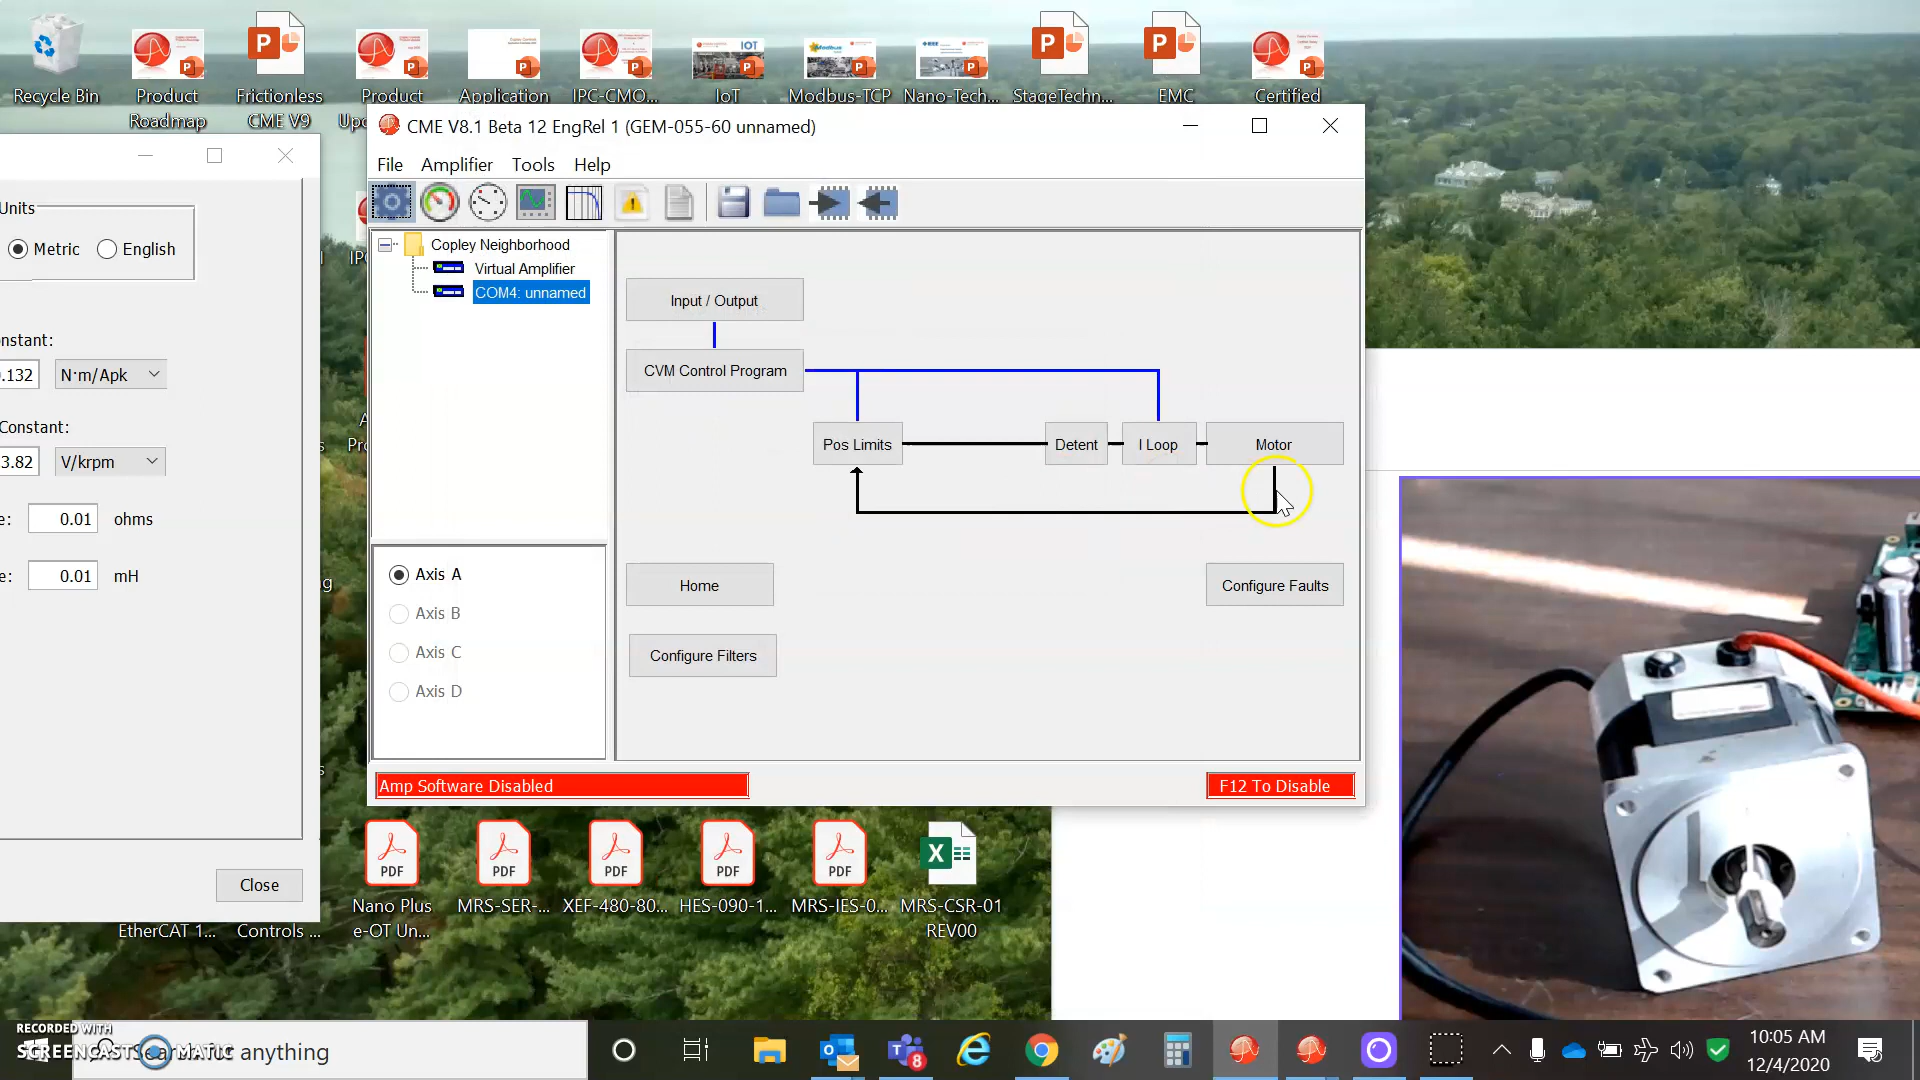 Recycle Bin
Product
Roadmap
Frictionless
CME V9
Product
Application
IPC-CMO...
IoT
Modbus-TCP
Nano-Tech...
StageTechn...
EMC
Certified
CME V8.1 Beta 12 EngRel 1 (GEM-055-60 unnamed)
File Amplifier Tools Help
Units
Metric English
onstant:
.132 N·m/Apk
Constant:
3.82 V/krpm
e: 0.01 ohms
e: 0.01 mH
Close
Copley Neighborhood
Virtual Amplifier
COM4: unnamed
Axis A
Axis B
Axis C
Axis D
Input / Output
CVM Control Program
Pos Limits
Detent
I Loop
Motor
Home
Configure Faults
Configure Filters
Amp Software Disabled
F12 To Disable
EtherCAT 1...
Controls ...
Nano Plus
e-OT Un...
MRS-SER-...
XEF-480-80...
HES-090-1...
MRS-IES-0...
MRS-CSR-01
REV00
RECORDED WITH
SCREENCAST MATIC
anything
8
10:05 AM
12/4/2020